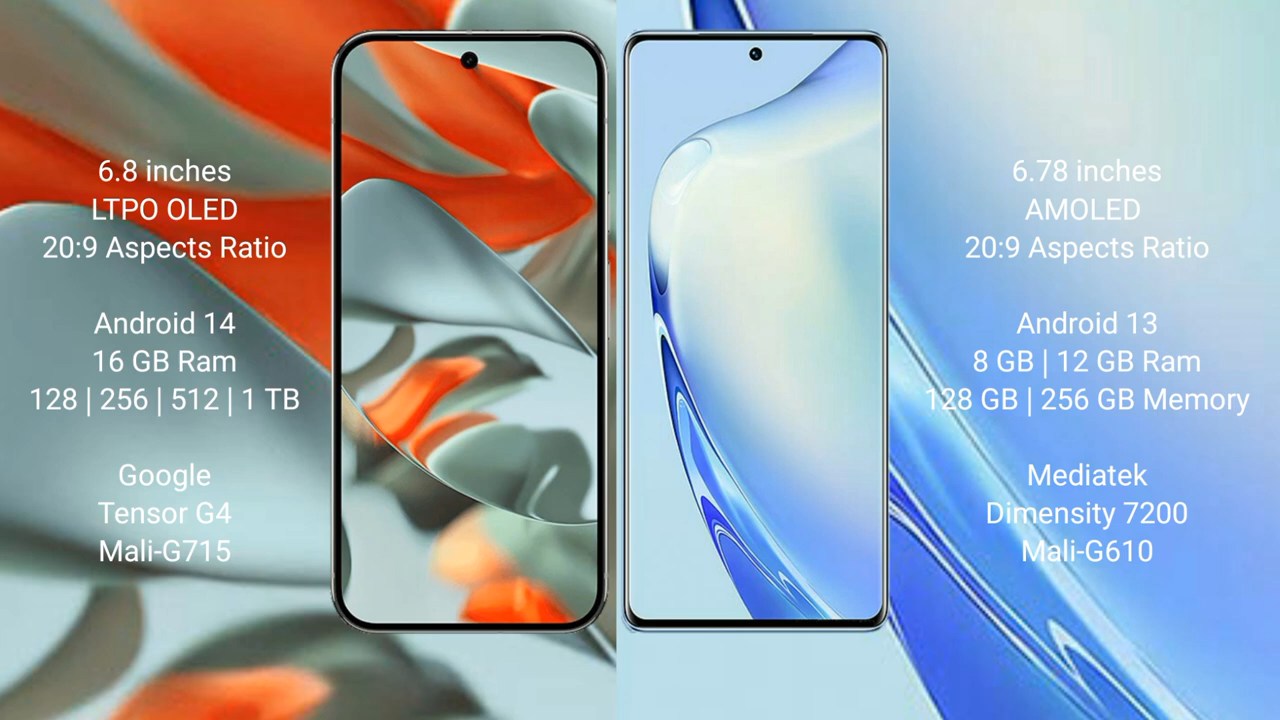 6.8 inches
LTPO OLED
20:9 Aspects Ratio
Android 14
16 GB Ram
128 | 256 | 512 | 1 TB
Google
Tensor G4
Mali-G715
6.78 inches
AMOLED
20:9 Aspects Ratio
Android 13
8 GB | 12 GB Ram
128 GB | 256 GB Memory
Mediatek
Dimensity 7200
Mali-G610